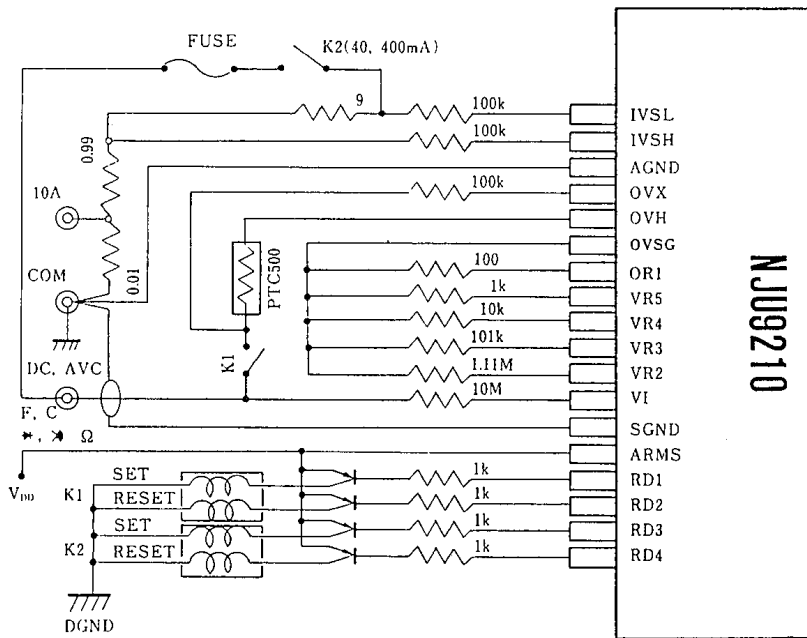 FUSE
K2(40, 400mA)
9
100k
IVSL
0.99
100k
IVSH
AGND
10A
100k
OVX
OVH
PTC500
OVSG
COM
0.01
100
OR1
1k
VR5
10k
VR4
K1
101k
VR3
DC, AVC
1.11M
VR2
10M
VI
F, C
Ω
SGND
ARMS
VDD
K1
SET
1k
RD1
RESET
1k
RD2
K2
SET
1k
RD3
RESET
1k
RD4
DGND
NJU9210